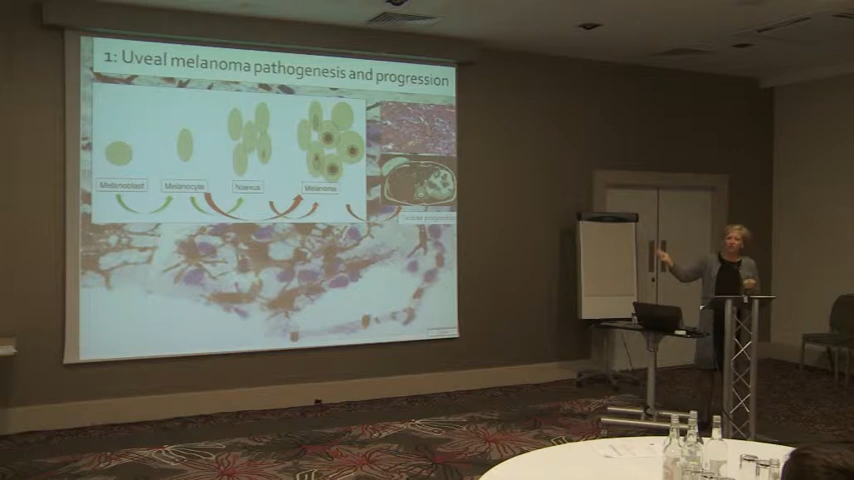 1: Uveal melanoma pathogenesis and progression
Melanoblast
Melanocyte
Naevus
Melanoma